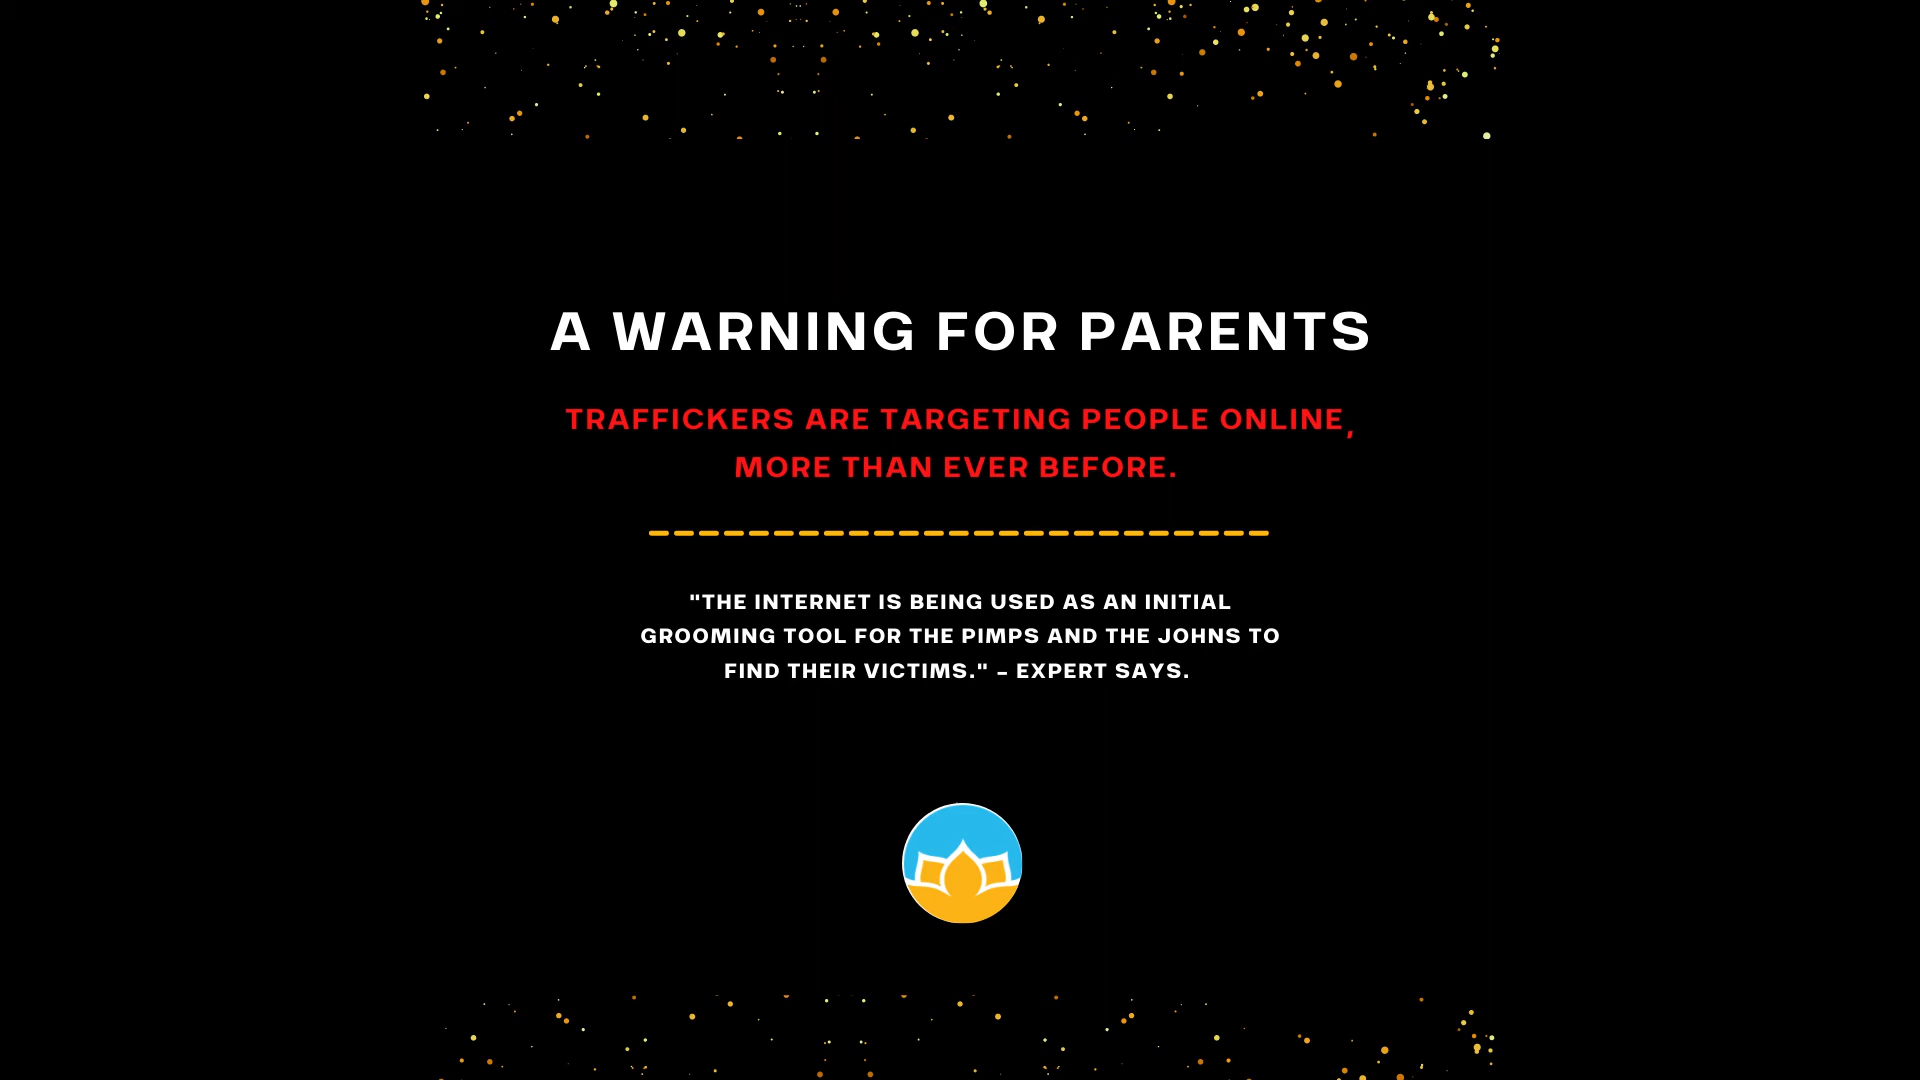 A WARNING FOR PARENTS
TRAFFICKERS ARE TARGETING PEOPLE ONLINE,
MORE THAN EVER BEFORE.
"THE INTERNET IS BEING USED AS AN INITIAL
GROOMING TOOL FOR THE PIMPS AND THE JOHNS TO
FIND THEIR VICTIMS." – EXPERT SAYS.